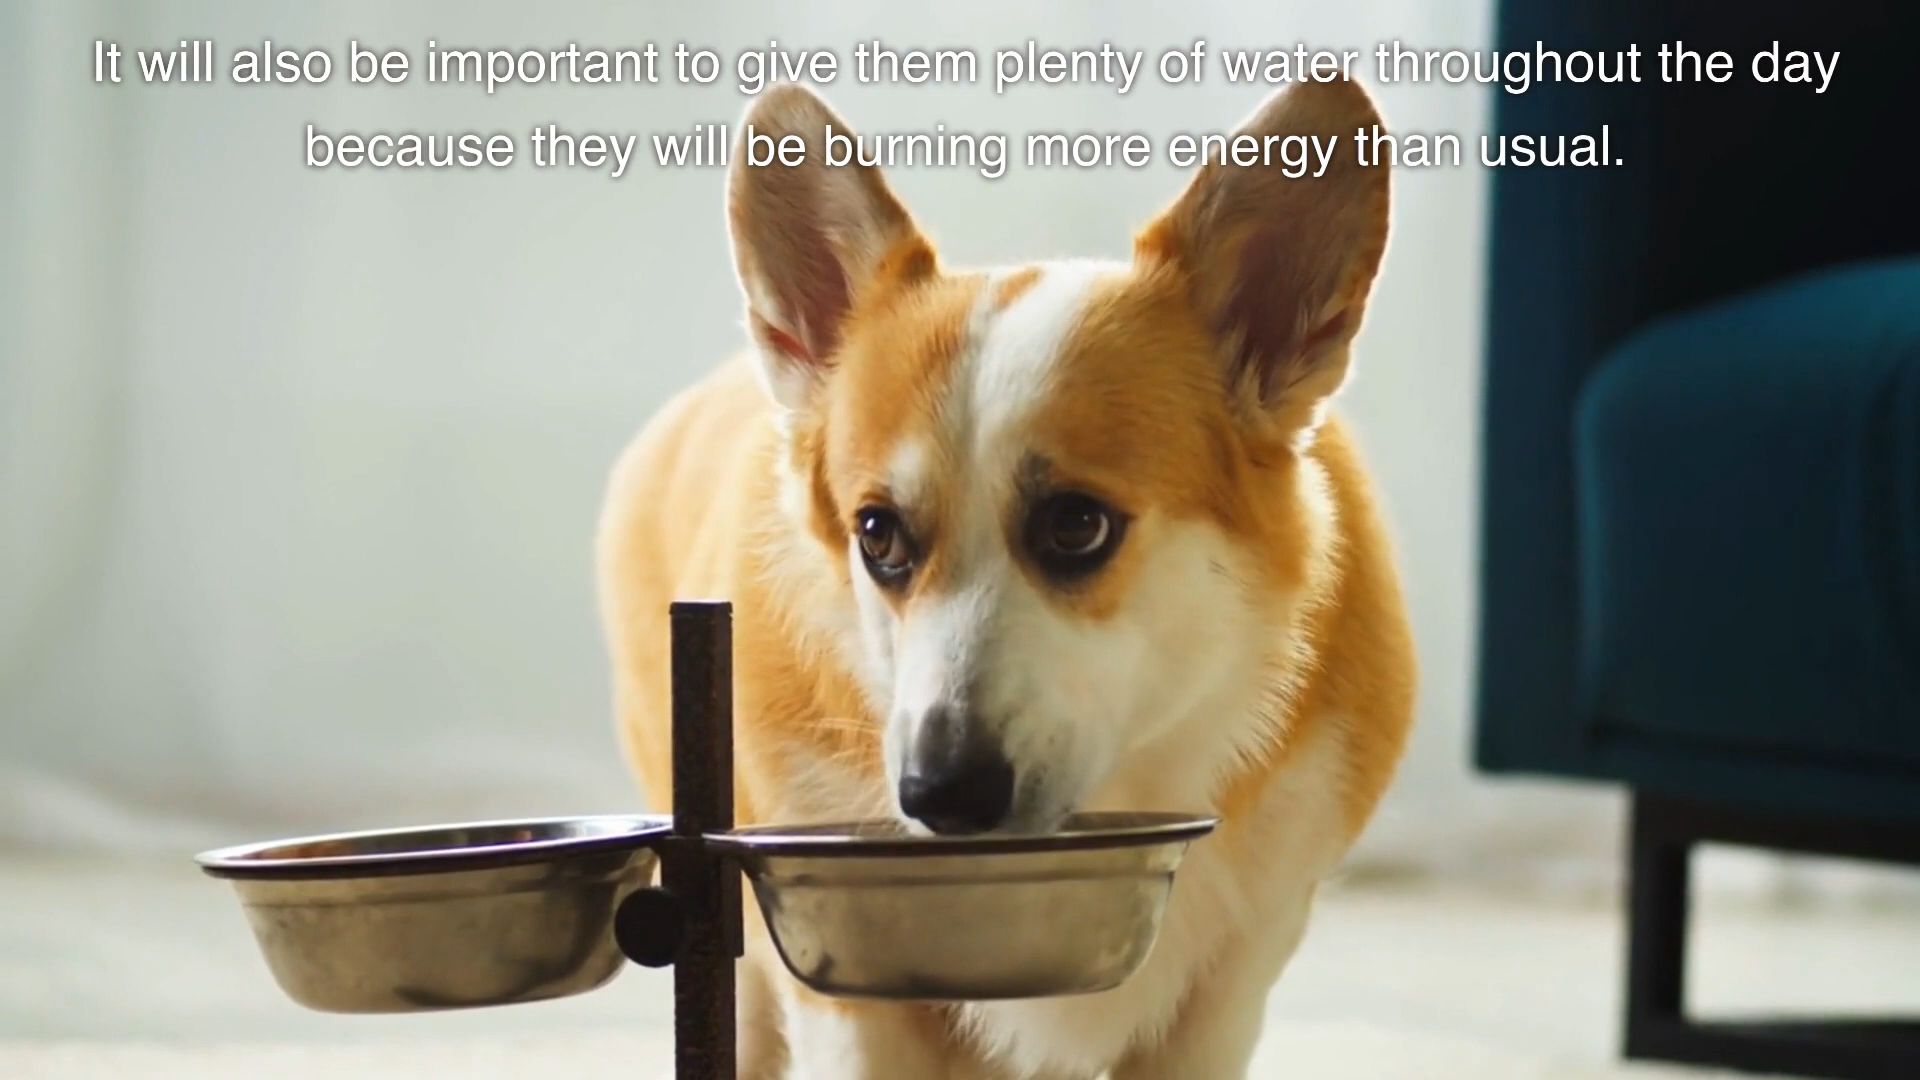 It will also be important to give them plenty of water throughout the day
because they will be burning more energy than usual.